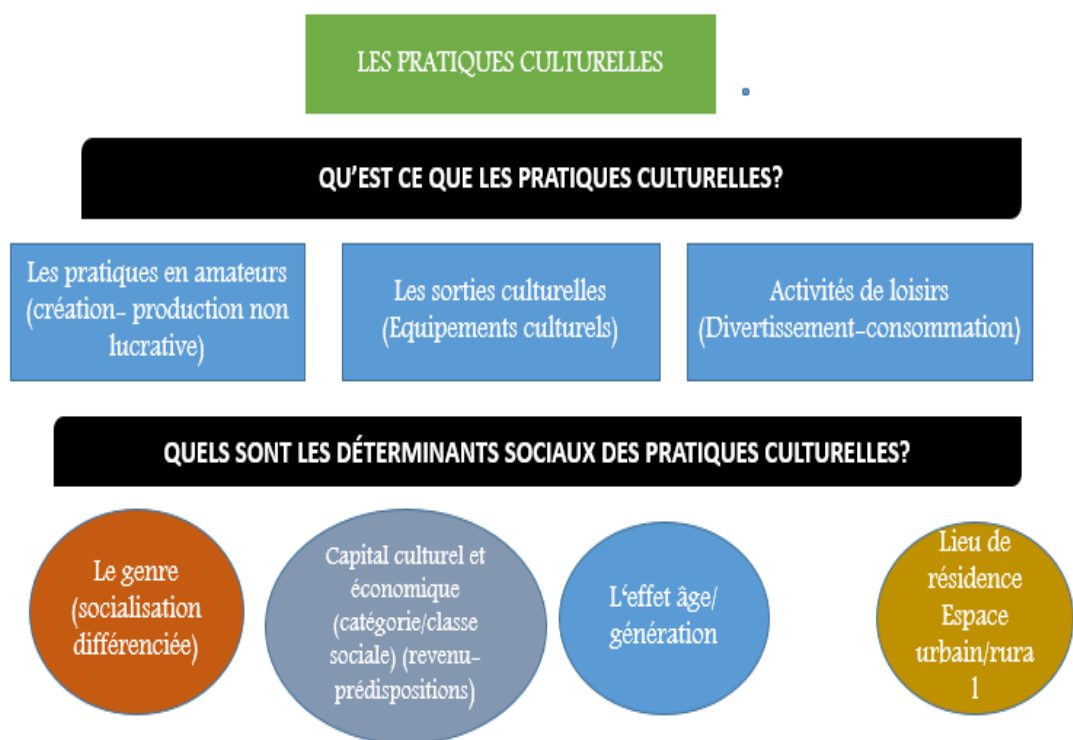 LES PRATIQUES CULTURELLES
QU'EST CE QUE LES PRATIQUES CULTURELLES?
Les pratiques en amateurs
(création- production non
lucrative)
Les sorties culturelles
(Equipements culturels)
Activités de loisirs
(Divertissement-consommation)
QUELS SONT LES DÉTERMINANTS SOCIAUX DES PRATIQUES CULTURELLES?
Le genre
(socialisation
différenciée)
Capital culturel et
économique
(catégorie/classe
sociale) (revenu-
prédispositions)
L'effet âge/
génération
Lieu de
résidence
Espace
urbain/rura
l